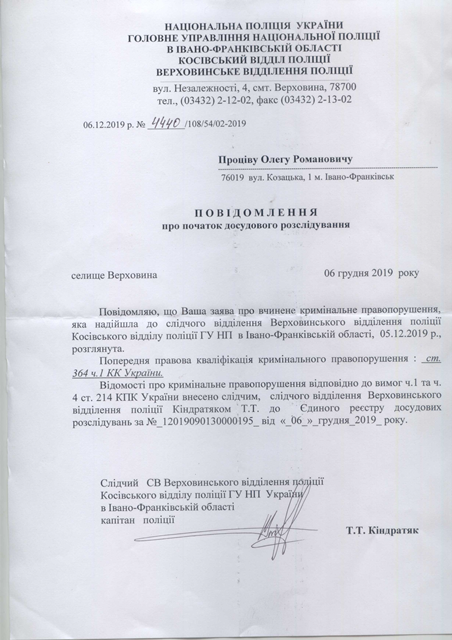 НАЦІОНАЛЬНА ПОЛІЦІЯ УКРАЇНИ
ГОЛОВНЕ УПРАВЛІННЯ НАЦІОНАЛЬНОЇ ПОЛІЦІЇ
В ІВАНО-ФРАНКІВСЬКІЙ ОБЛАСТІ
КОСІВСЬКИЙ ВІДДІЛ ПОЛІЦІЇ
ВЕРХОВИНСЬКЕ ВІДДІЛЕННЯ ПОЛІЦІЇ
вул. Незалежності, 4, смт. Верховина, 78700
тел., (03432) 2-12-02, факс (03432) 2-13-02
06.12.2019 р. № 4440 /108/54/02-2019
Проціву Олегу Романовичу
76019 вул. Козацька, 1 м. Івано-Франківськ
П О В І Д О М Л Е Н Н Я
про початок досудового розслідування
селище Верховина 06 грудня 2019 року
Повідомляю, що Ваша заява про вчинене кримінальне правопорушення,
яка надійшла до слідчого відділення Верховинського відділення поліції
Косівського відділу поліції ГУ НП в Івано-Франківській області, 05.12.2019 р.,
розглянута.
Попередня правова кваліфікація кримінального правопорушення : ст.
364 ч.1 КК України.
Відомості про кримінальне правопорушення відповідно до вимог ч.1 та ч.
4 ст. 214 КПК України внесено слідчим, слідчого відділення Верховинського
відділення поліції Кіндратяком Т.Т. до Єдиного реєстру досудових
розслідувань за №_12019090130000195_ від «_06_»_грудня_2019_ року.
Слідчий СВ Верховинського відділення поліції
Косівського відділу поліції ГУ НП України
в Івано-Франківській області
капітан поліції
Т.Т. Кіндратяк